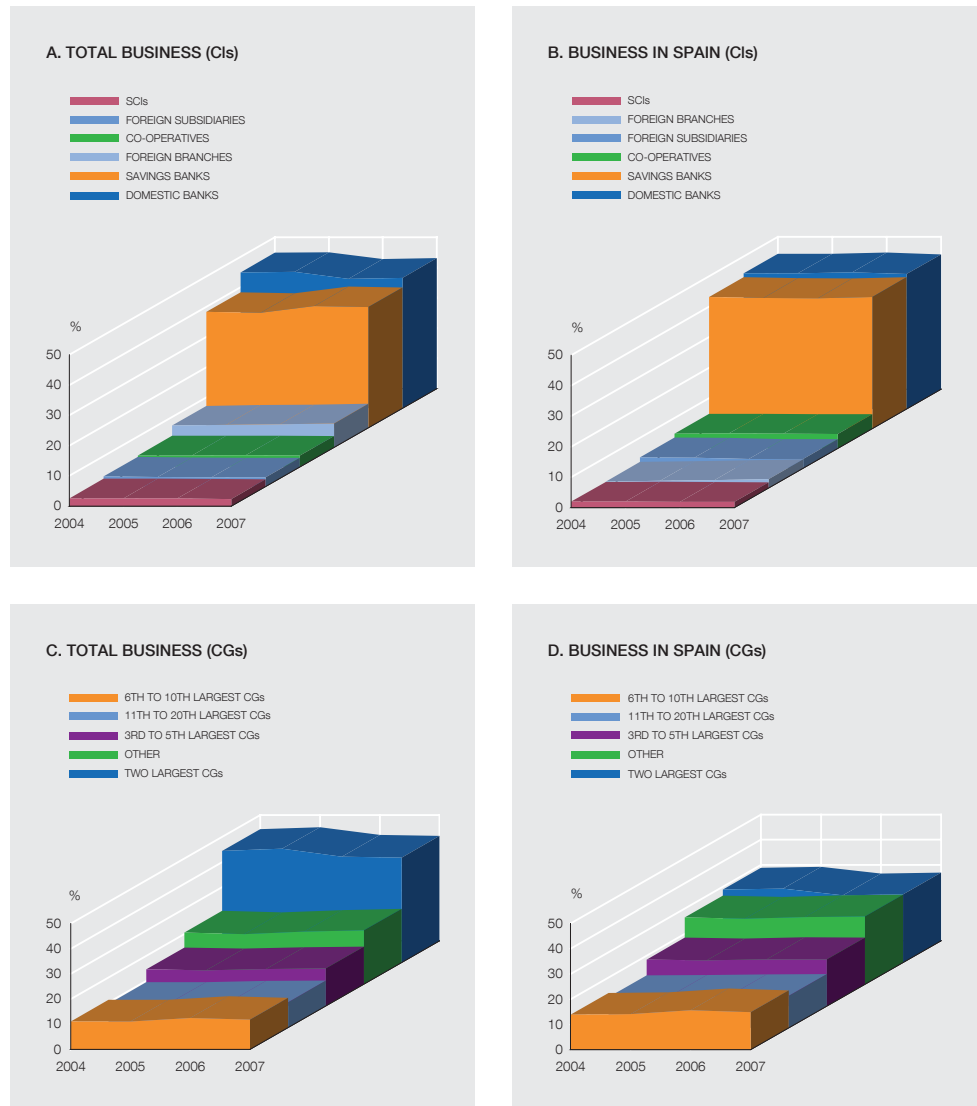 A. TOTAL BUSINESS (CIs)
SCIs
FOREIGN SUBSIDIARIES
CO-OPERATIVES
FOREIGN BRANCHES
SAVINGS BANKS
DOMESTIC BANKS
%
50
40
30
20
10
0
2004 2005 2006 2007
B. BUSINESS IN SPAIN (CIs)
SCIs
FOREIGN BRANCHES
FOREIGN SUBSIDIARIES
CO-OPERATIVES
SAVINGS BANKS
DOMESTIC BANKS
%
50
40
30
20
10
0
2004 2005 2006 2007
C. TOTAL BUSINESS (CGs)
6TH TO 10TH LARGEST CGs
11TH TO 20TH LARGEST CGs
3RD TO 5TH LARGEST CGs
OTHER
TWO LARGEST CGs
%
50
40
30
20
10
0
2004 2005 2006 2007
D. BUSINESS IN SPAIN (CGs)
6TH TO 10TH LARGEST CGs
11TH TO 20TH LARGEST CGs
3RD TO 5TH LARGEST CGs
OTHER
TWO LARGEST CGs
%
50
40
30
20
10
0
2004 2005 2006 2007